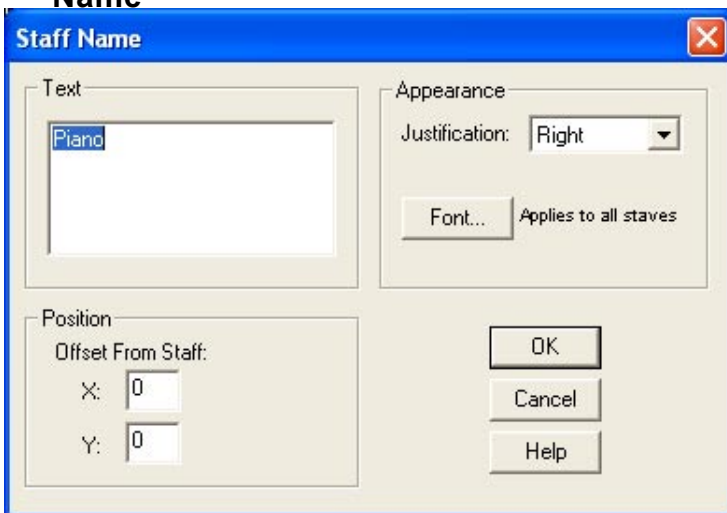 Name
Staff Name
Text
Piano
Appearance
Justification: Right
Font... Applies to all staves
Position
Offset From Staff:
X: 0
Y: 0
OK
Cancel
Help